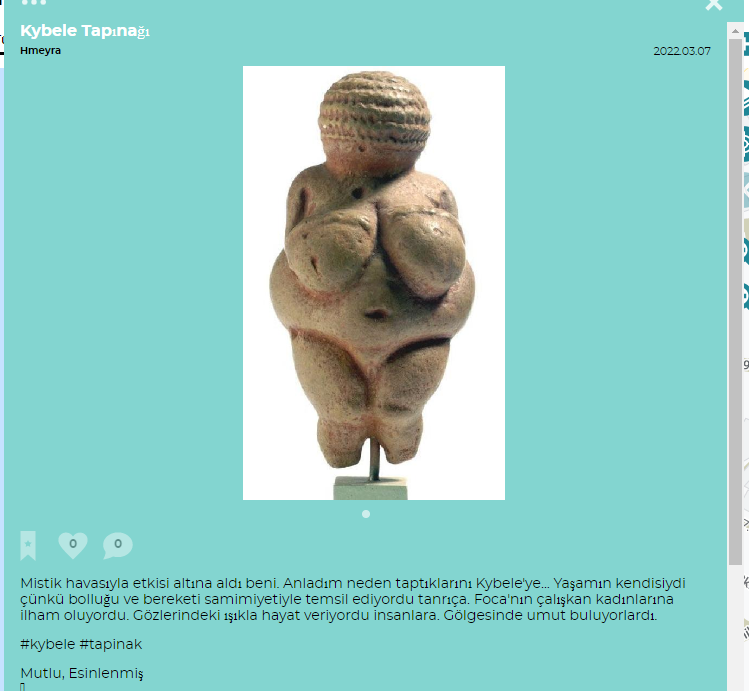 Kybele Tapınağı
Hmeyra
2022.03.07
0
0
Mistik havasıyla etkisi altına aldı beni. Anladım neden taptıklarını Kybele'ye... Yaşamın kendisiydi
çünkü bolluğu ve bereketi samimiyetiyle temsil ediyordu tanrıça. Foca'nın çalışkan kadınlarına
ilham oluyordu. Gözlerindeki ışıkla hayat veriyordu insanlara. Gölgesinde umut buluyorlardı.
#kybele #tapinak
Mutlu, Esinlenmiş